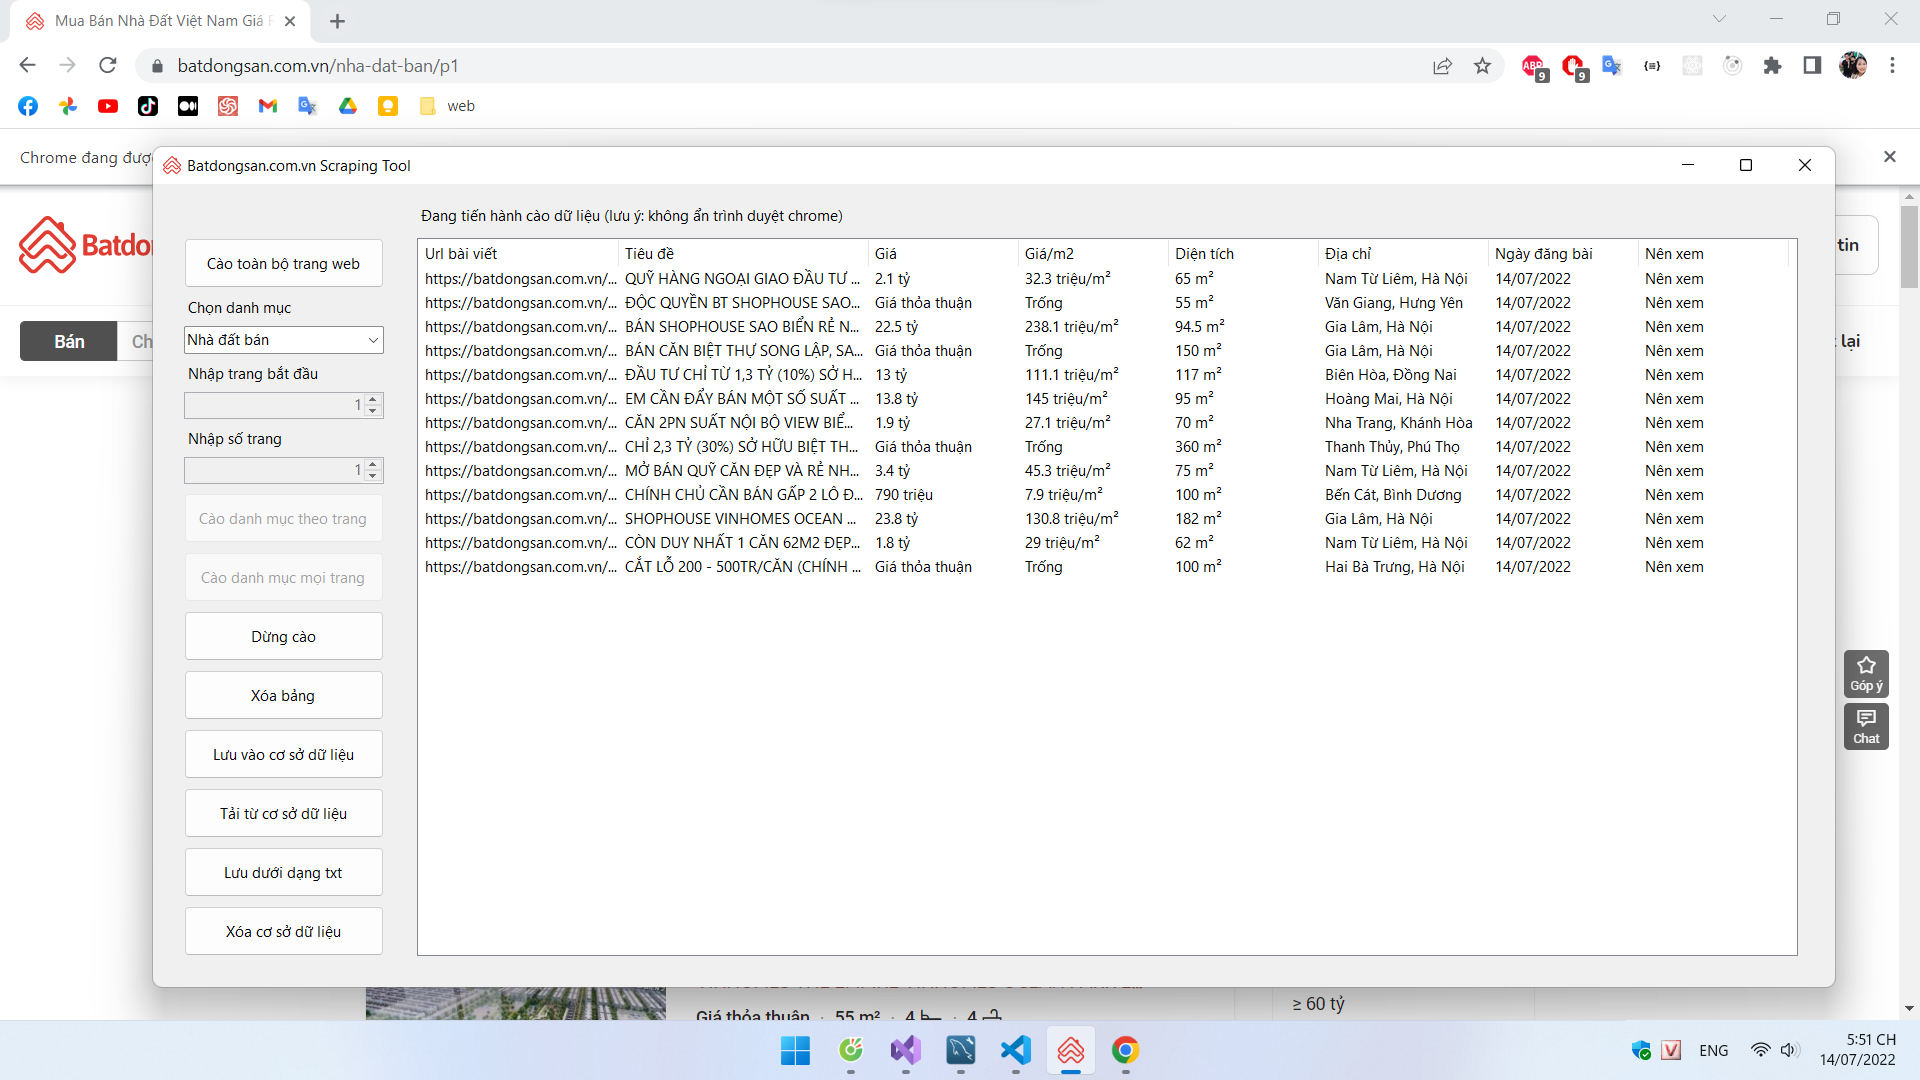 Mua Bán Nhà Đất Việt Nam Giá
batdongsan.com.vn/nha-dat-ban/p1
ABP
9
9
web
Chrome đang được
Batdongsan.com.vn Scraping Tool
Batdo
tin
Bán
Ch
lại
Đang tiến hành cào dữ liệu (lưu ý: không ẩn trình duyệt chrome)
Cào toàn bộ trang web
Chọn danh mục
Nhà đất bán
Nhập trang bắt đầu
1
Nhập số trang
1
Cào danh mục theo trang
Cào danh mục mọi trang
Dừng cào
Xóa bảng
Lưu vào cơ sở dữ liệu
Tải từ cơ sở dữ liệu
Lưu dưới dạng txt
Xóa cơ sở dữ liệu
Url bài viết Tiêu đề Giá Giá/m2 Diện tích Địa chỉ Ngày đăng bài Nên xem
https://batdongsan.com.vn/... QUỸ HÀNG NGOẠI GIAO ĐẦU TƯ ... 2.1 tỷ 32.3 triệu/m² 65 m² Nam Từ Liêm, Hà Nội 14/07/2022 Nên xem
https://batdongsan.com.vn/... ĐỘC QUYỀN BT SHOPHOUSE SAO... Giá thỏa thuận Trống 55 m² Văn Giang, Hưng Yên 14/07/2022 Nên xem
https://batdongsan.com.vn/... BÁN SHOPHOUSE SAO BIỂN RẺ N... 22.5 tỷ 238.1 triệu/m² 94.5 m² Gia Lâm, Hà Nội 14/07/2022 Nên xem
https://batdongsan.com.vn/... BÁN CĂN BIỆT THỰ SONG LẬP, SA... Giá thỏa thuận Trống 150 m² Gia Lâm, Hà Nội 14/07/2022 Nên xem
https://batdongsan.com.vn/... ĐẦU TƯ CHỈ TỪ 1,3 TỶ (10%) SỞ H... 13 tỷ 111.1 triệu/m² 117 m² Biên Hòa, Đồng Nai 14/07/2022 Nên xem
https://batdongsan.com.vn/... EM CẦN ĐẨY BÁN MỘT SỐ SUẤT ... 13.8 tỷ 145 triệu/m² 95 m² Hoàng Mai, Hà Nội 14/07/2022 Nên xem
https://batdongsan.com.vn/... CĂN 2PN SUẤT NỘI BỘ VIEW BIỂ... 1.9 tỷ 27.1 triệu/m² 70 m² Nha Trang, Khánh Hòa 14/07/2022 Nên xem
https://batdongsan.com.vn/... CHỈ 2,3 TỶ (30%) SỞ HỮU BIỆT TH... Giá thỏa thuận Trống 360 m² Thanh Thủy, Phú Thọ 14/07/2022 Nên xem
https://batdongsan.com.vn/... MỞ BÁN QUỸ CĂN ĐẸP VÀ RẺ NH... 3.4 tỷ 45.3 triệu/m² 75 m² Nam Từ Liêm, Hà Nội 14/07/2022 Nên xem
https://batdongsan.com.vn/... CHÍNH CHỦ CẦN BÁN GẤP 2 LÔ Đ... 790 triệu 7.9 triệu/m² 100 m² Bến Cát, Bình Dương 14/07/2022 Nên xem
https://batdongsan.com.vn/... SHOPHOUSE VINHOMES OCEAN ... 23.8 tỷ 130.8 triệu/m² 182 m² Gia Lâm, Hà Nội 14/07/2022 Nên xem
https://batdongsan.com.vn/... CÒN DUY NHẤT 1 CĂN 62M2 ĐẸP... 1.8 tỷ 29 triệu/m² 62 m² Nam Từ Liêm, Hà Nội 14/07/2022 Nên xem
https://batdongsan.com.vn/... CẮT LỖ 200 - 500TR/CĂN (CHÍNH ... Giá thỏa thuận Trống 100 m² Hai Bà Trưng, Hà Nội 14/07/2022 Nên xem
Góp ý
Chat
Giá thỏa thuận · 55 m² · 4 · 4
≥ 60 tỷ
V
ENG
5:51 CH
14/07/2022